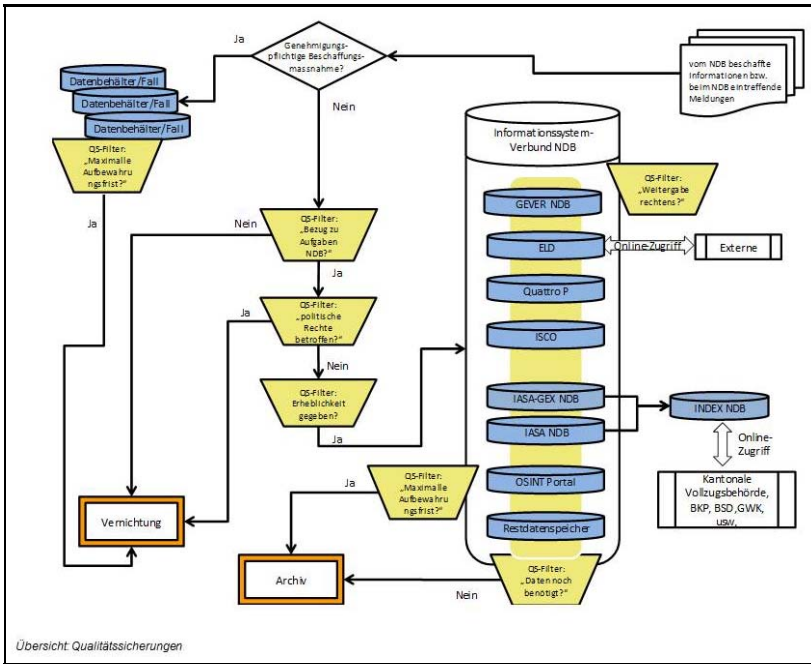 Ja
Genehmigungs-
pflichtige Beschaffungs-
massnahme?
vom NDB beschaffte
Informationen bzw.
beim NDB eintreffende
Meldungen
Datenbehälter/Fall
Datenbehälter/Fall
Datenbehälter/Fall
Nein
Informationssystem-
Verbund NDB
QS-Filter:
„Maximalle
Aufbewahru
ngsfrist?“
QS-Filter:
„Weitergabe
rechtens?“
GEVER NDB
Ja
Nein
QS-Filter:
„Bezug zu
Aufgaben
NDB?“
ELD
Online-Zugriff
Externe
Ja
Quattro P
Ja
QS-Filter:
„politische
Rechte
betroffen?“
ISCO
Nein
QS-Filter:
Erheblichkeit
gegeben?
IASA-GEX NDB
INDEX NDB
Ja
IASA NDB
Online-
Zugriff
QS-Filter:
„Maximalle
Aufbewahru
ngsfrist?“
Ja
OSINT Portal
Kantonale
Vollzugsbehörde,
BKP, BSD,GWK,
usw,
Vernichtung
Restdatenspeicher
QS-Filter:
„Daten noch
benötigt?“
Archiv
Nein
Übersicht: Qualitätssicherungen